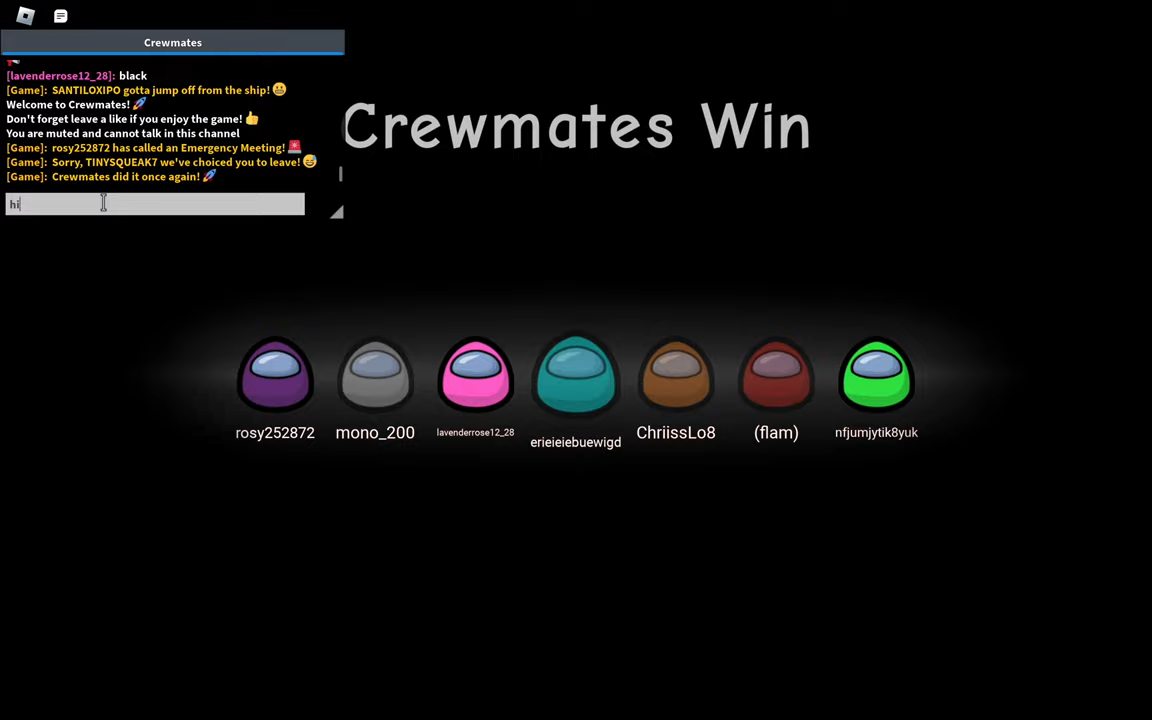 Crewmates
[lavenderrose12_28]: black
[Game]: SANTILOXIPO gotta jump off from the ship! 😬
Welcome to Crewmates! 🚀
Don't forget leave a like if you enjoy the game! 👍
You are muted and cannot talk in this channel
[Game]: rosy252872 has called an Emergency Meeting! 🚨
[Game]: Sorry, TINYSQUEAK7 we've choiced you to leave! 😅
[Game]: Crewmates did it once again! 🚀
hi
Crewmates Win
rosy252872 mono_200 lavenderrose12_28 erieieiebuewigd ChriissLo8 (flam) nfjumjytik8yuk